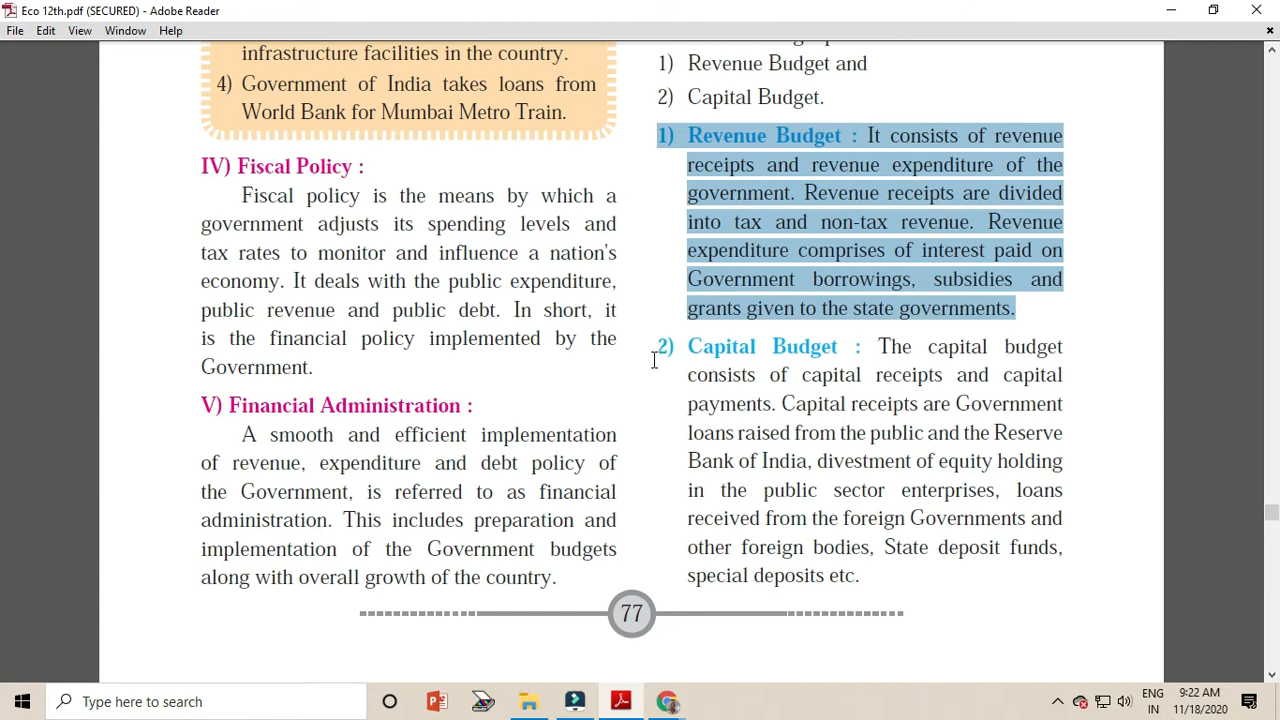 Eco 12th.pdf (SECURED) - Adobe Reader
File Edit View Window Help
infrastructure facilities in the country.
4) Government of India takes loans from
World Bank for Mumbai Metro Train.
IV) Fiscal Policy :
Fiscal policy is the means by which a
government adjusts its spending levels and
tax rates to monitor and influence a nation's
economy. It deals with the public expenditure,
public revenue and public debt. In short, it
is the financial policy implemented by the
Government.
V) Financial Administration :
A smooth and efficient implementation
of revenue, expenditure and debt policy of
the Government, is referred to as financial
administration. This includes preparation and
implementation of the Government budgets
along with overall growth of the country.
1) Revenue Budget and
2) Capital Budget.
1) Revenue Budget : It consists of revenue
receipts and revenue expenditure of the
government. Revenue receipts are divided
into tax and non-tax revenue. Revenue
expenditure comprises of interest paid on
Government borrowings, subsidies and
grants given to the state governments.
2) Capital Budget : The capital budget
consists of capital receipts and capital
payments. Capital receipts are Government
loans raised from the public and the Reserve
Bank of India, divestment of equity holding
in the public sector enterprises, loans
received from the foreign Governments and
other foreign bodies, State deposit funds,
special deposits etc.
77
Type here to search
ENG
IN
9:22 AM
11/18/2020